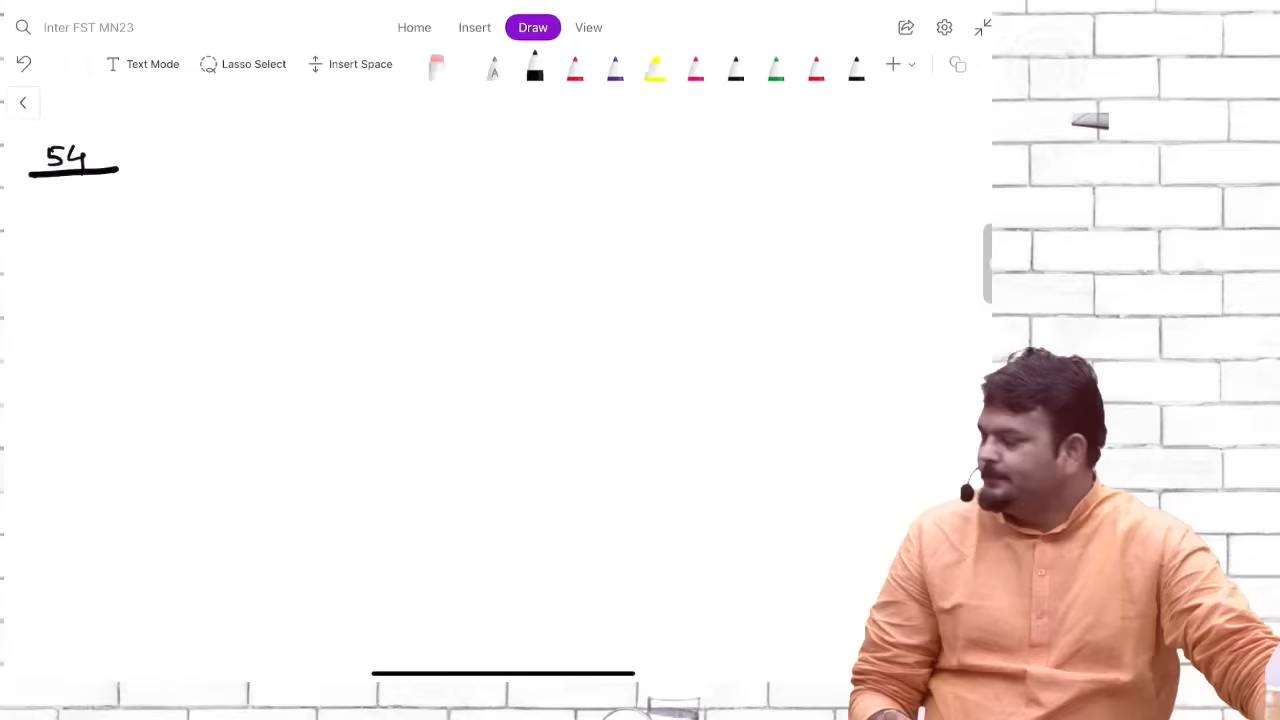 Inter FST MN23
Home Insert Draw View
Text Mode Lasso Select Insert Space
A
54